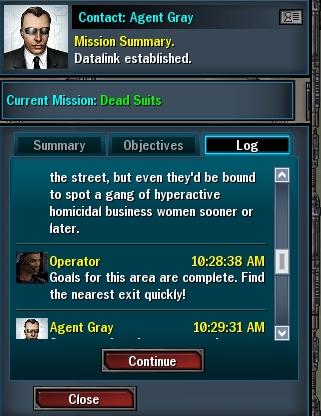 Contact: Agent Gray
Mission Summary.
Datalink established.
Current Mission: Dead Suits
Summary
Objectives
Log
the street, but even they'd be bound
to spot a gang of hyperactive
homicidal business women sooner or
later.
Operator 10:28:38 AM
Goals for this area are complete. Find
the nearest exit quickly!
Agent Gray 10:29:31 AM
Continue
Close